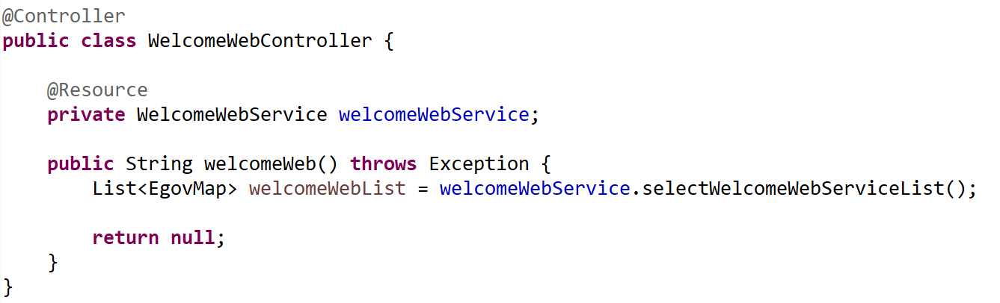 @Controller
public class WelcomeWebController {
@Resource
private WelcomeWebService welcomeWebService;
public String welcomeWeb() throws Exception {
List<EgovMap> welcomeWebList = welcomeWebService.selectWelcomeWebServiceList();
return null;
}
}